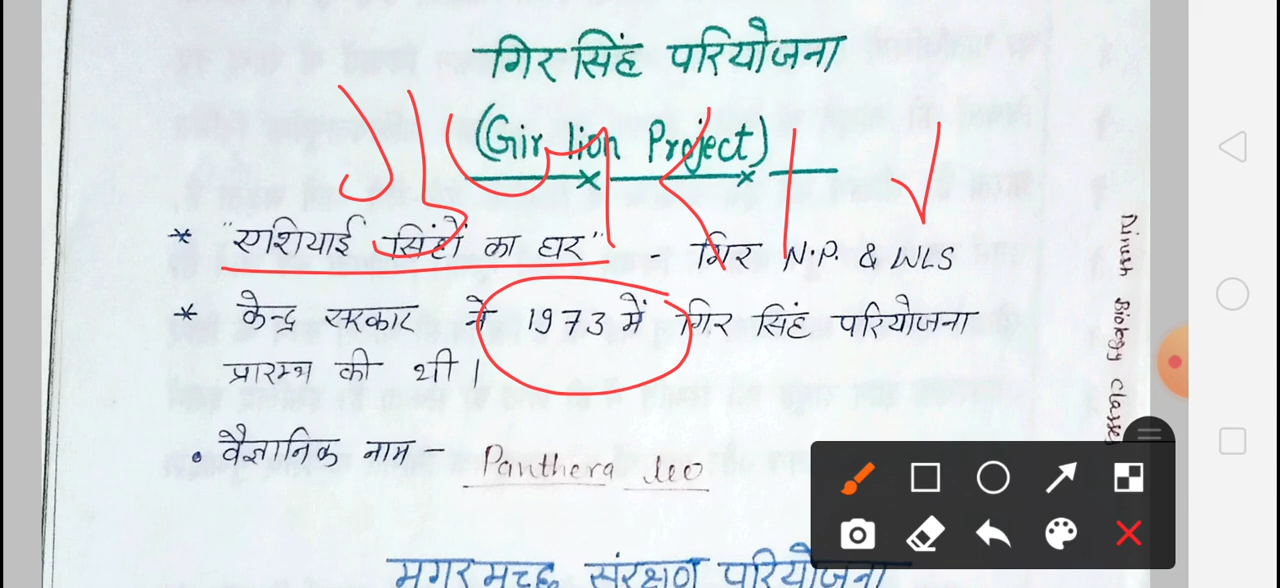 गिर सिंह परियोजना
(Gir lion Project)
* "एशियाई सिंहों का घर" - गिर N.P. & WLS
* केन्द्र सरकार ने 1973 में गिर सिंह परियोजना
प्रारम्भ की थी।
• वैज्ञानिक नाम - Panthera leo
मगरमच्छ संरक्षण परियोजना
Dinesh Biology classes